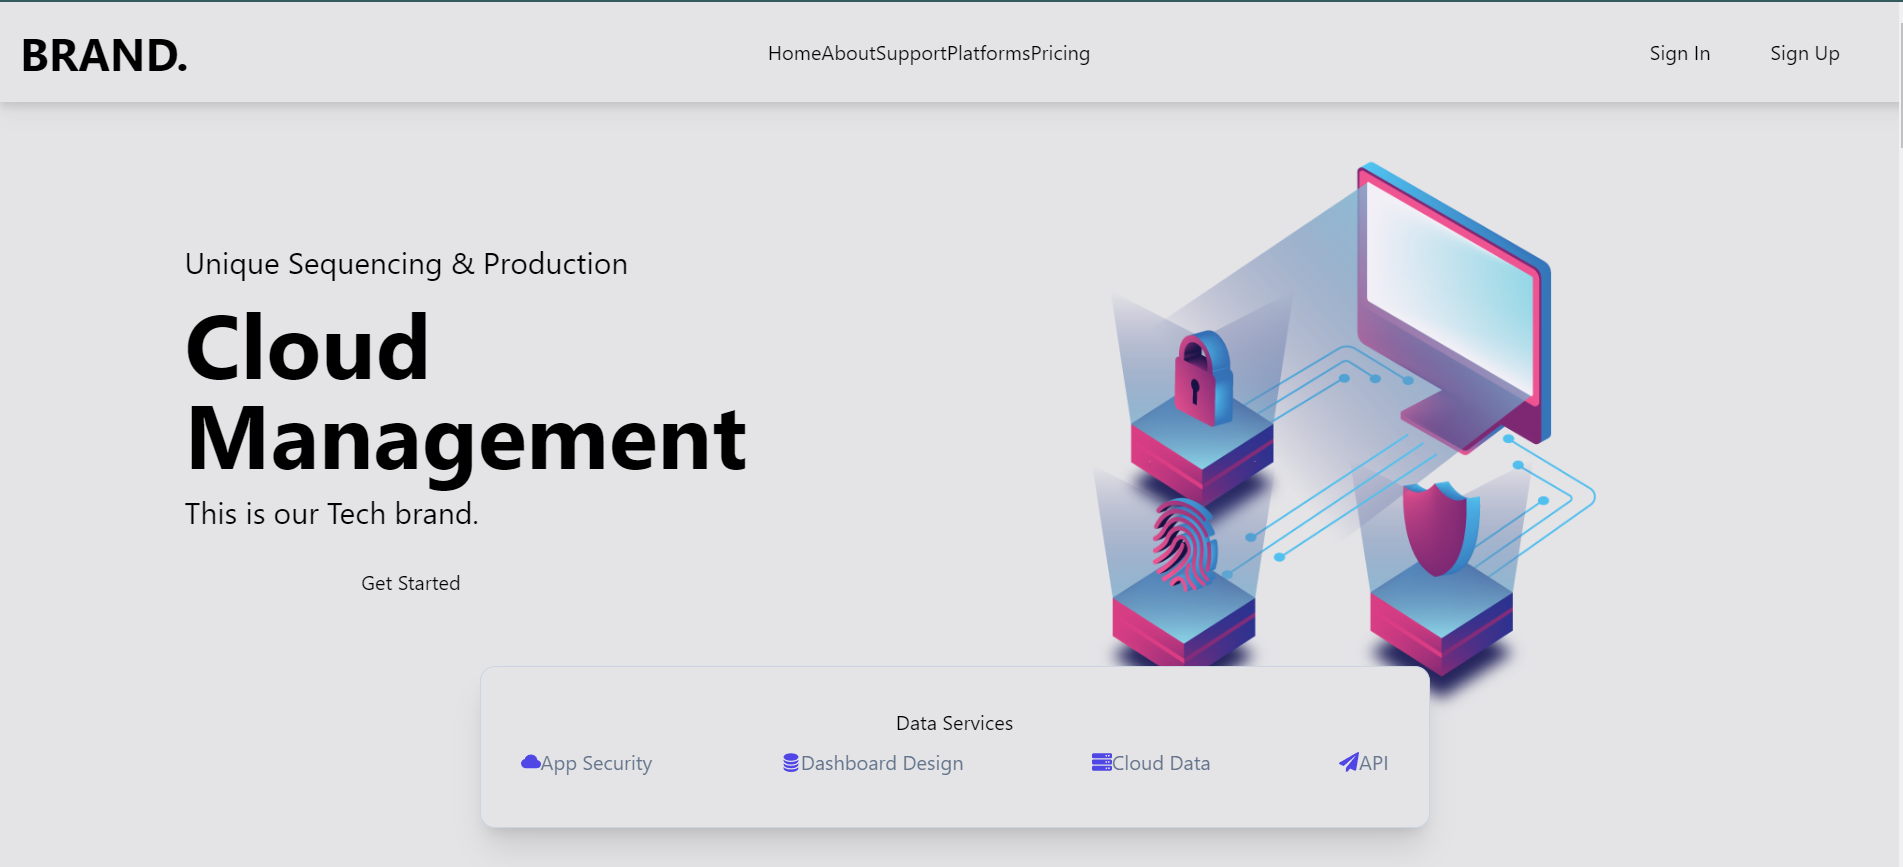 BRAND.
HomeAboutSupportPlatformsPricing
Sign In
Sign Up
Unique Sequencing & Production
Cloud
Management
This is our Tech brand.
Get Started
Data Services
App Security
Dashboard Design
Cloud Data
API